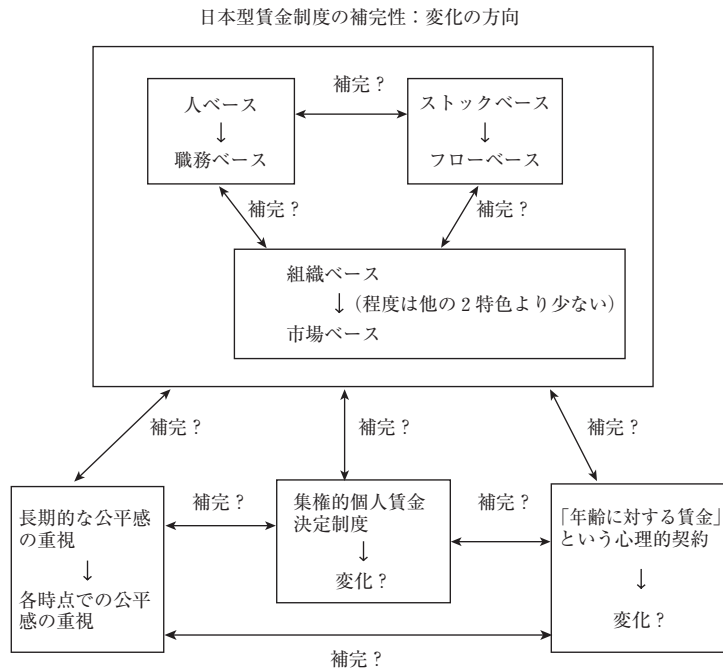 日本型賃金制度の補完性：変化の方向
補完？
人ベース
↓
職務ベース
ストックベース
↓
フローベース
補完？
補完？
組織ベース
↓（程度は他の２特色より少ない）
市場ベース
補完？
補完？
補完？
長期的な公平感
の重視
↓
各時点での公平
感の重視
補完？
集権的個人賃金
決定制度
↓
変化？
補完？
「年齢に対する賃金」
という心理的契約
↓
変化？
補完？